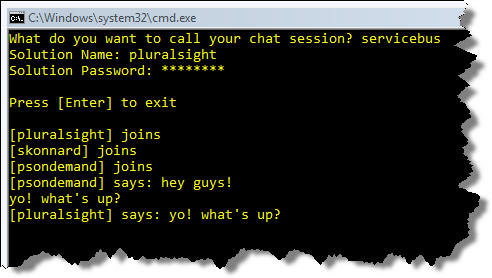 C:\Windows\system32\cmd.exe
What do you want to call your chat session? servicebus
Solution Name: pluralsight
Solution Password: ********
Press [Enter] to exit
[pluralsight] joins
[skonnard] joins
[psondemand] joins
[psondemand] says: hey guys!
yo! what's up?
[pluralsight] says: yo! what's up?